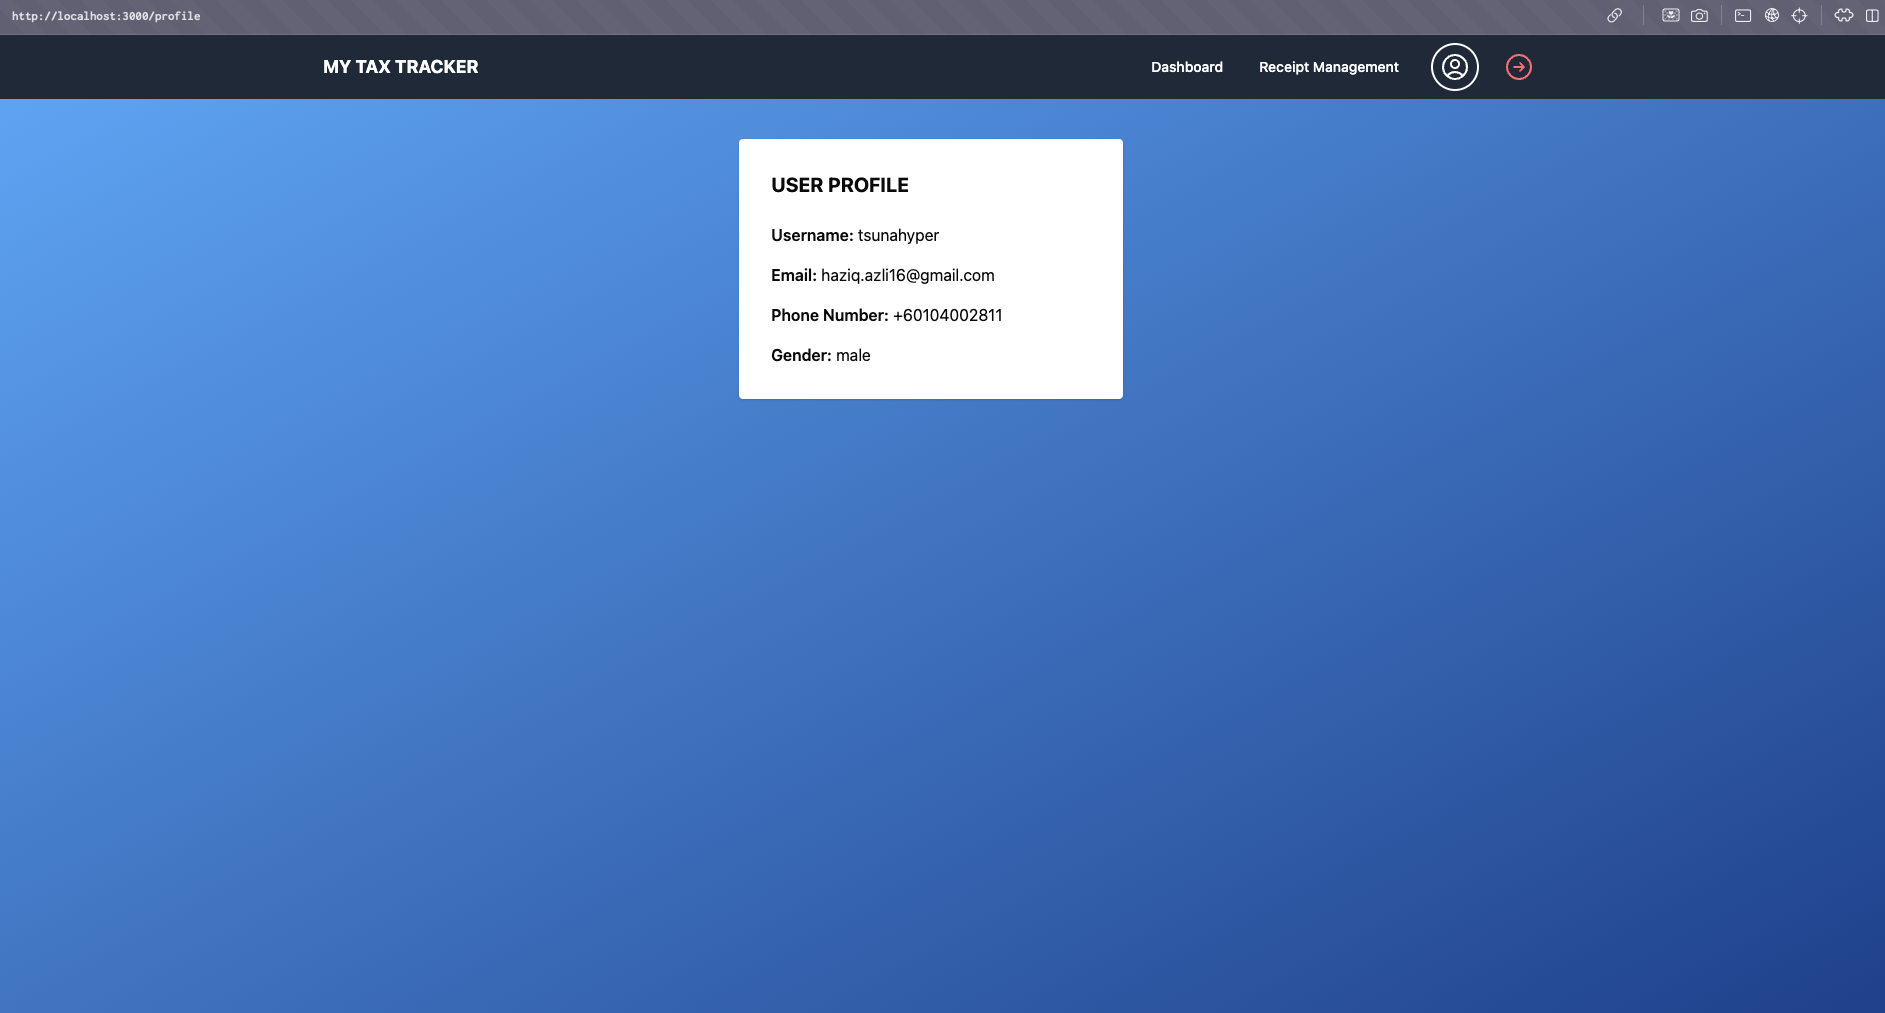 http://localhost:3000/profile
MY TAX TRACKER
Dashboard
Receipt Management
USER PROFILE
Username: tsunahyper
Email: haziq.azli16@gmail.com
Phone Number: +60104002811
Gender: male